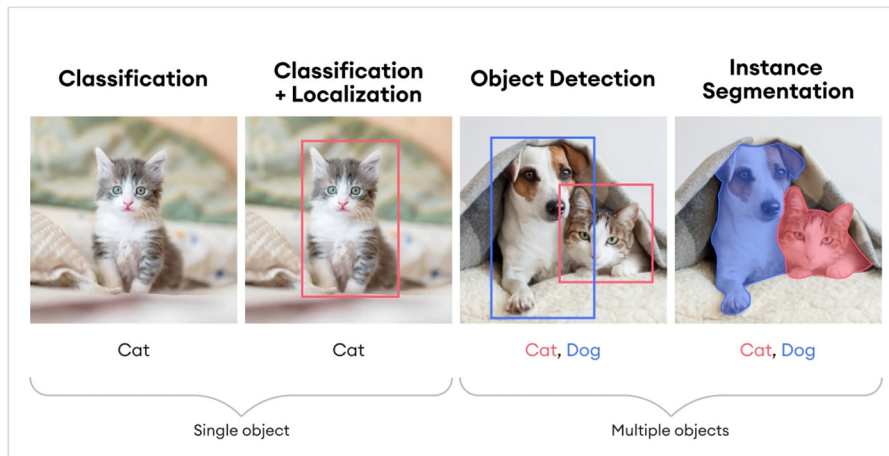 Classification
Classification
+ Localization
Object Detection
Instance
Segmentation
Cat
Cat
Cat, Dog
Cat, Dog
Single object
Multiple objects